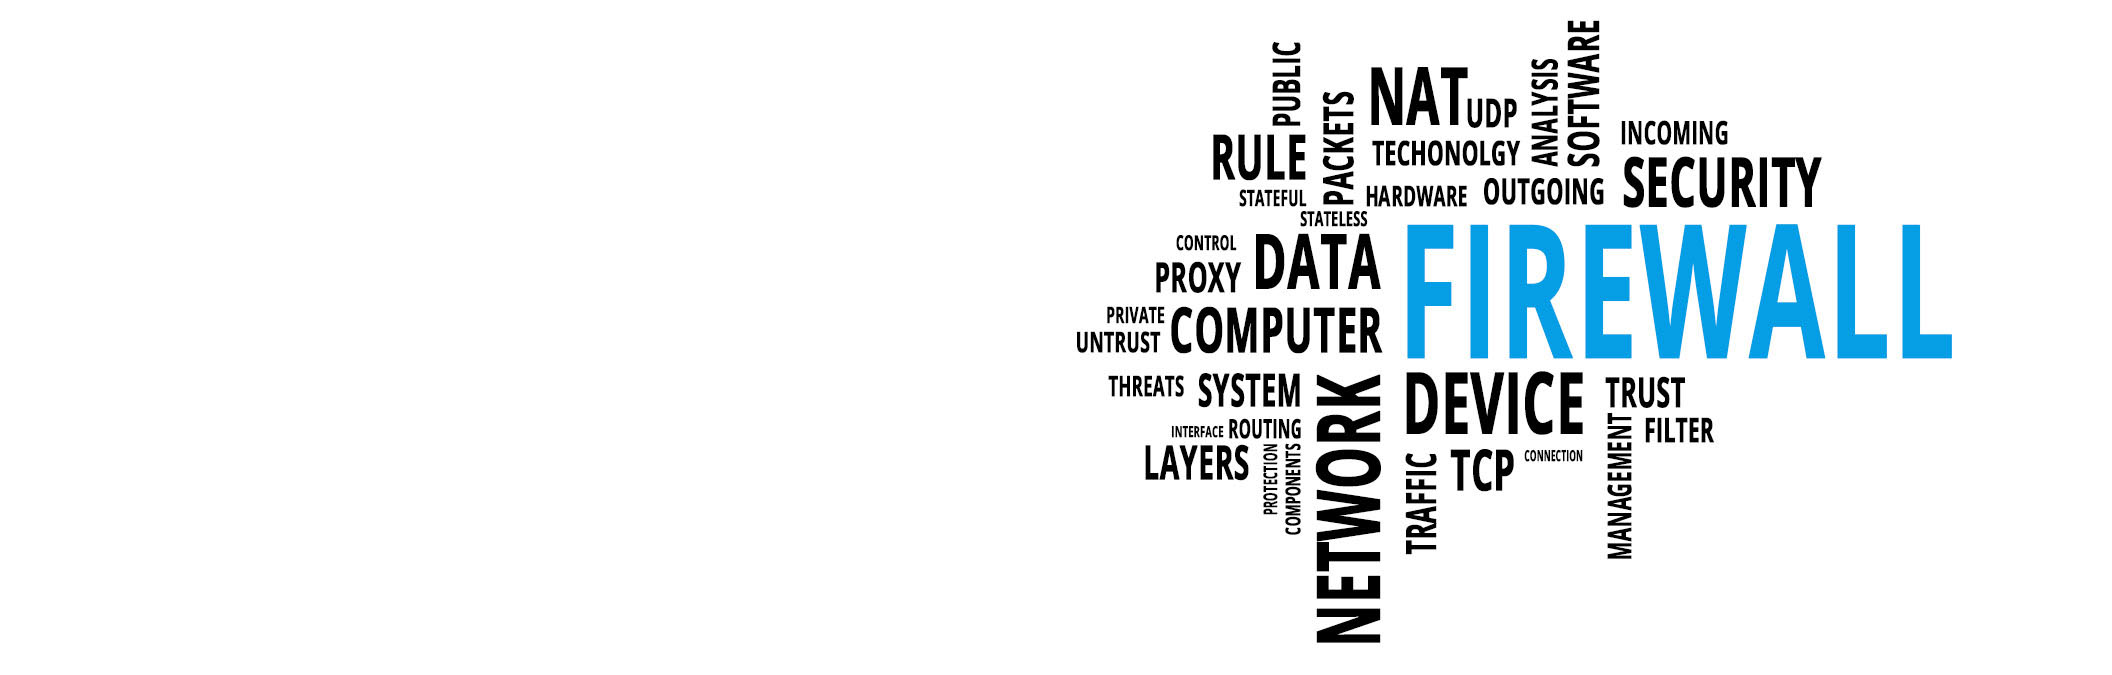 PUBLIC
PACKETS
NAT
UDP
ANALYSIS
SOFTWARE
INCOMING
RULE
TECHONOLGY
SECURITY
STATEFUL
HARDWARE
OUTGOING
STATELESS
CONTROL
DATA
FIREWALL
PROXY
PRIVATE
COMPUTER
UNTRUST
THREATS
SYSTEM
NETWORK
DEVICE
TRUST
INTERFACE
ROUTING
MANAGEMENT
FILTER
LAYERS
PROTECTION
COMPONENTS
TRAFFIC
TCP
CONNECTION